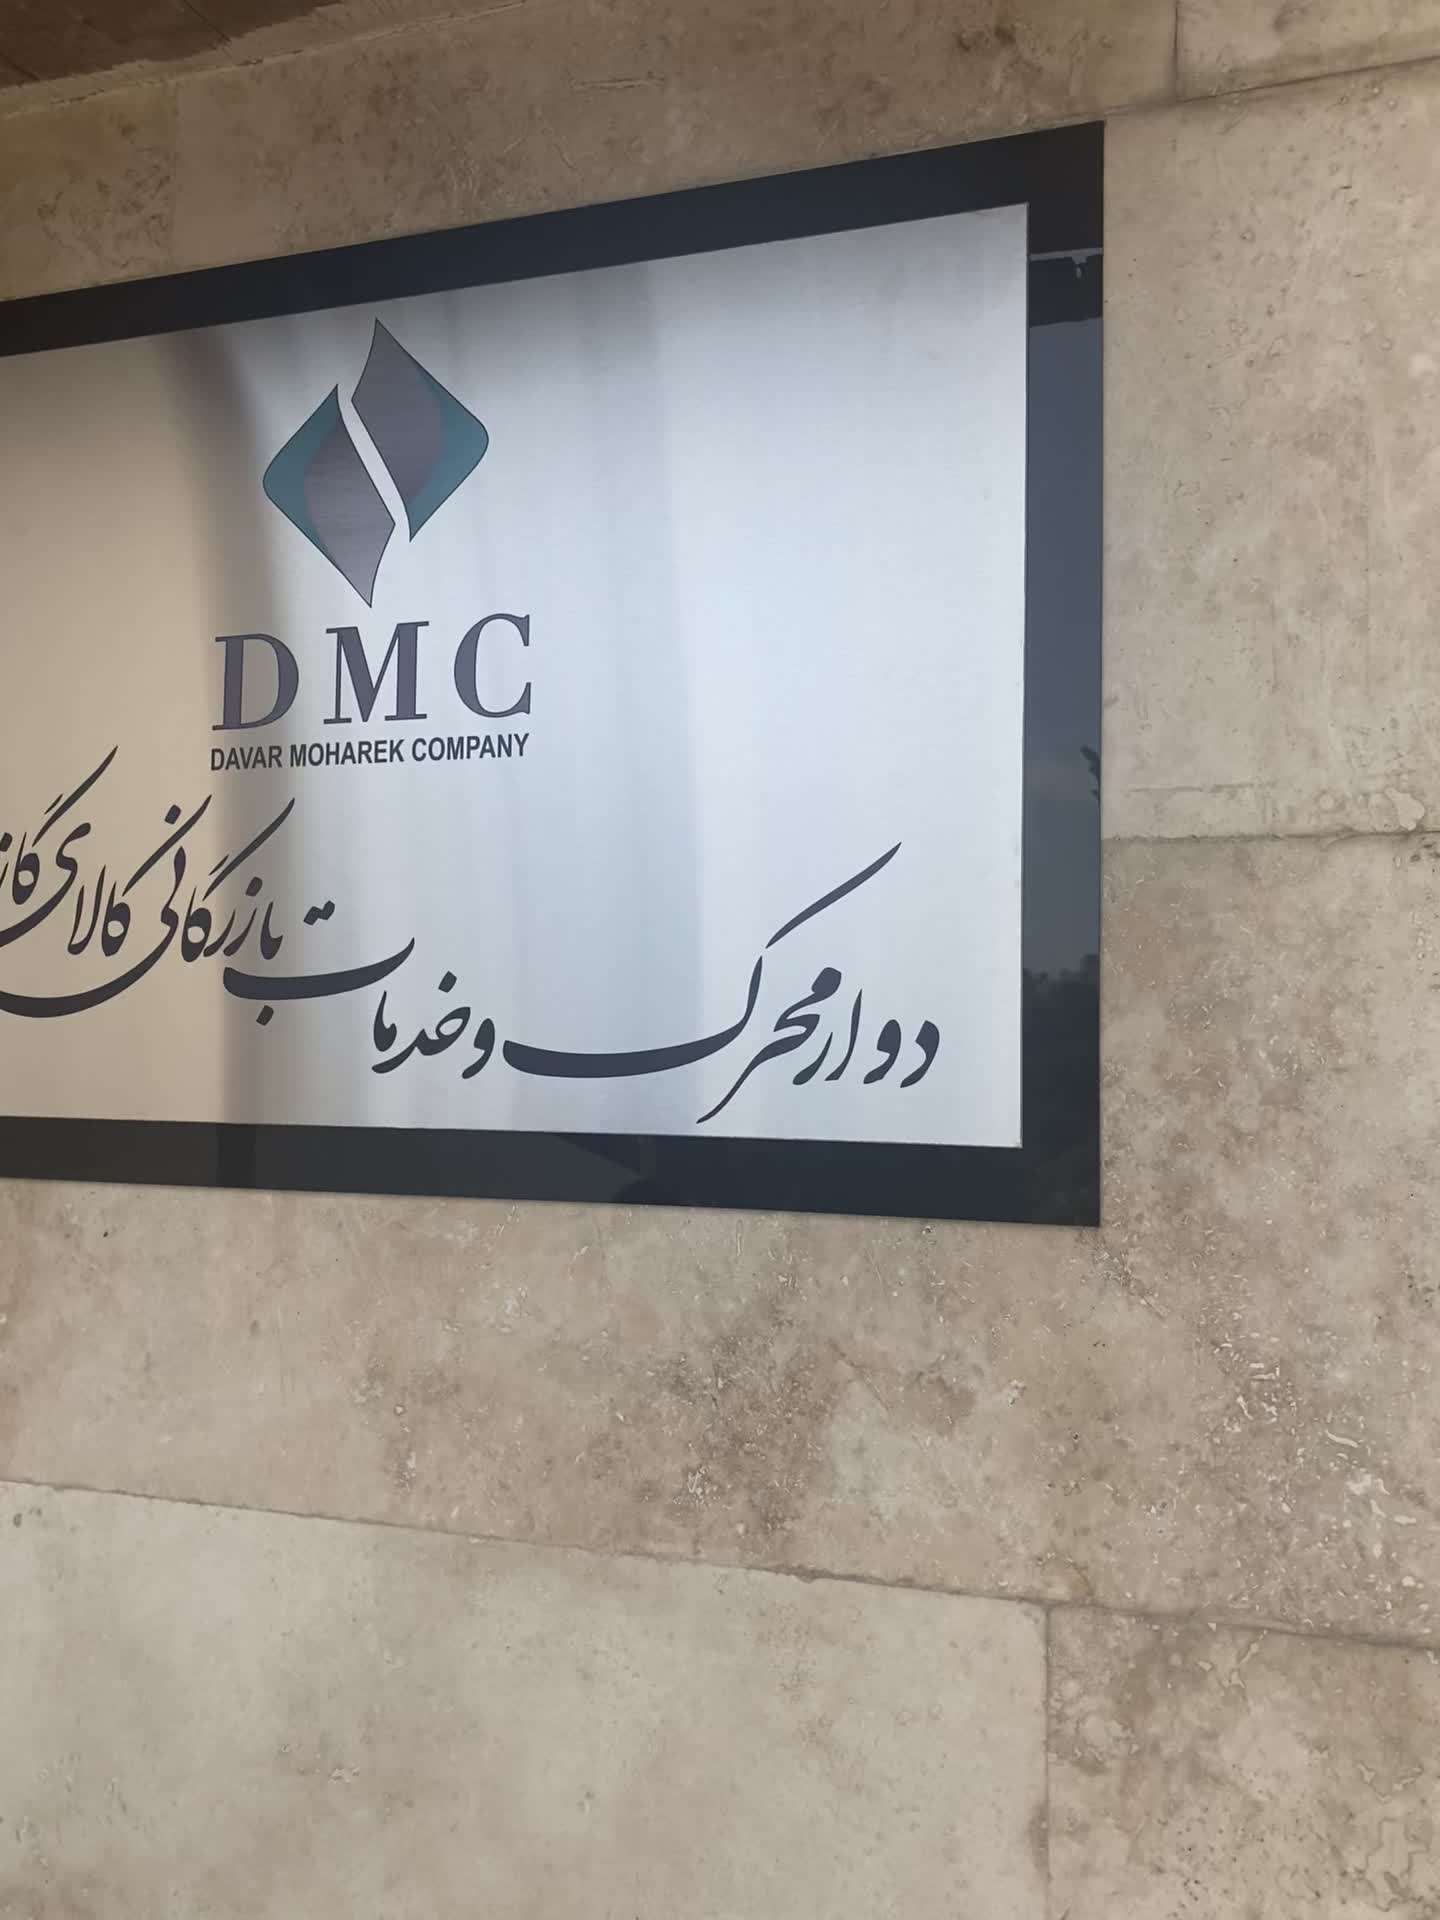 DMC
DAVAR MOHAREK COMPANY
دوار محرک و خدمات بازرگانی کالای